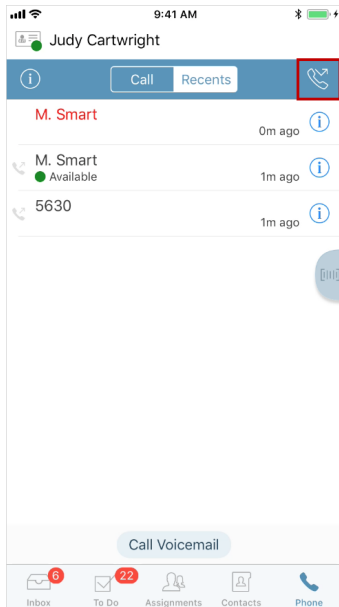 9:41 AM
Judy Cartwright
Call Recents
M. Smart
0m ago
M. Smart
Available
1m ago
5630
1m ago
Call Voicemail
6 22
Inbox To Do Assignments Contacts Phone